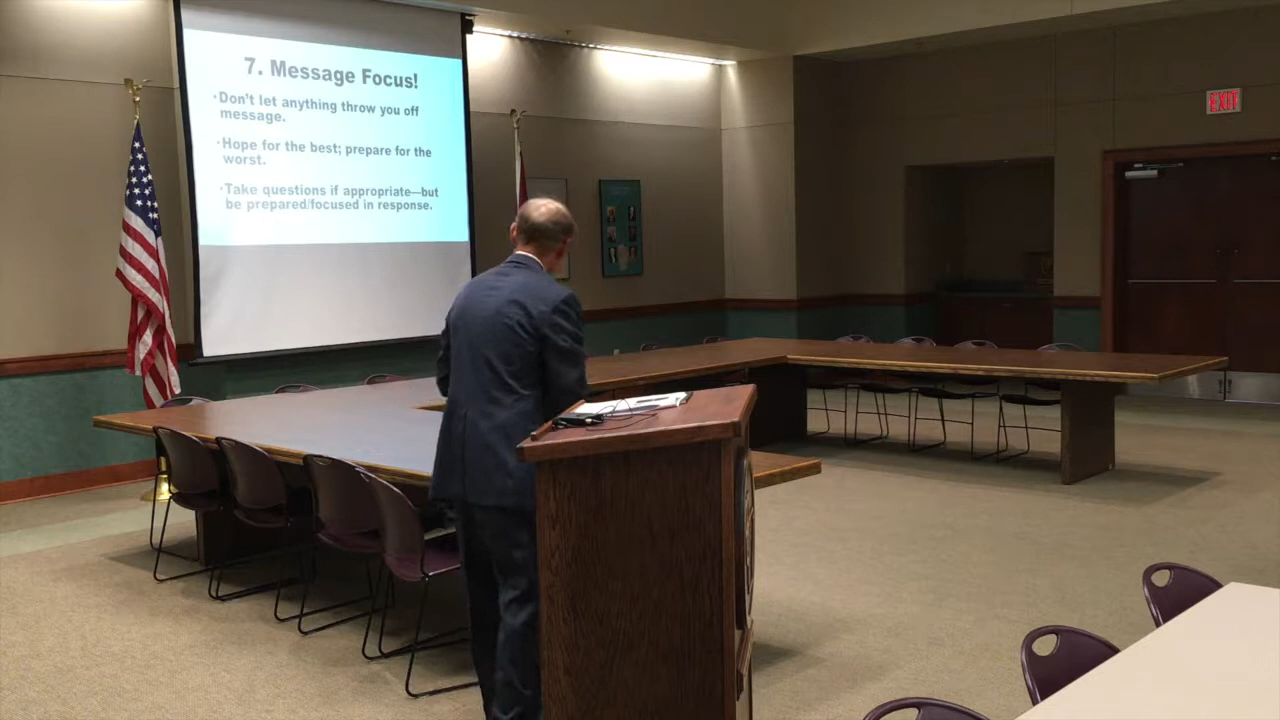 7. Message Focus!
•Don't let anything throw you off
message.
•Hope for the best; prepare for the
worst.
•Take questions if appropriate—but
be prepared/focused in response.
EXIT